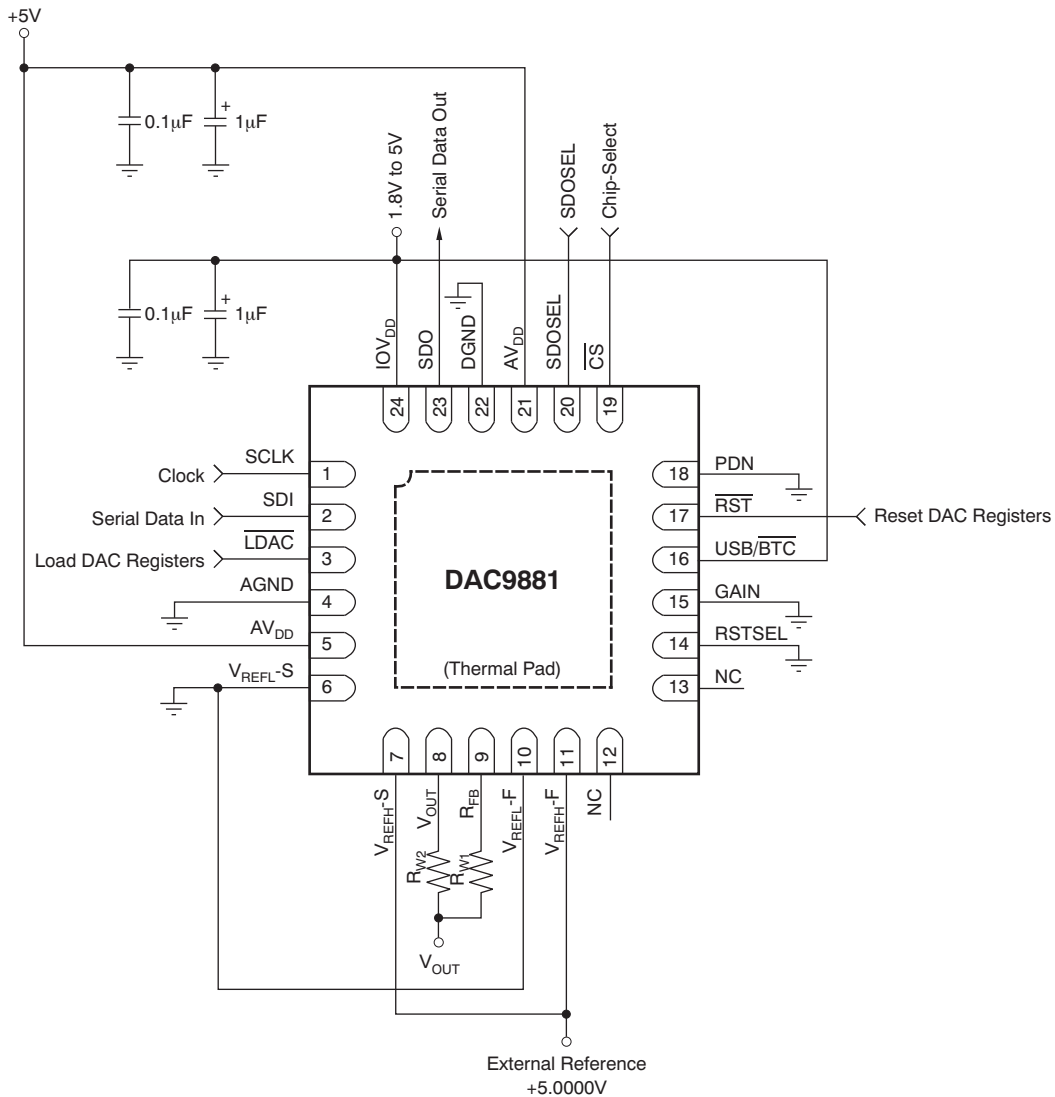 +5V
0.1μF
+
1μF
1.8V to 5V
Serial Data Out
SDOSEL
Chip-Select
0.1μF
+
1μF
IOV_DD
SDO
DGND
AV_DD
SDOSEL
C̅S̅
24
23
22
21
20
19
Clock
SCLK
1
Serial Data In
SDI
2
Load DAC Registers
L̅D̅A̅C̅
3
AGND
4
AV_DD
5
V_REFL-S
6
DAC9881
(Thermal Pad)
18
PDN
17
R̅S̅T̅
Reset DAC Registers
16
USB/B̅T̅C̅
15
GAIN
14
RSTSEL
13
NC
7
8
9
10
11
12
V_REFH-S
V_OUT
R_FB
V_REFL-F
V_REFH-F
NC
R_W2
R_W1
V_OUT
External Reference
+5.0000V